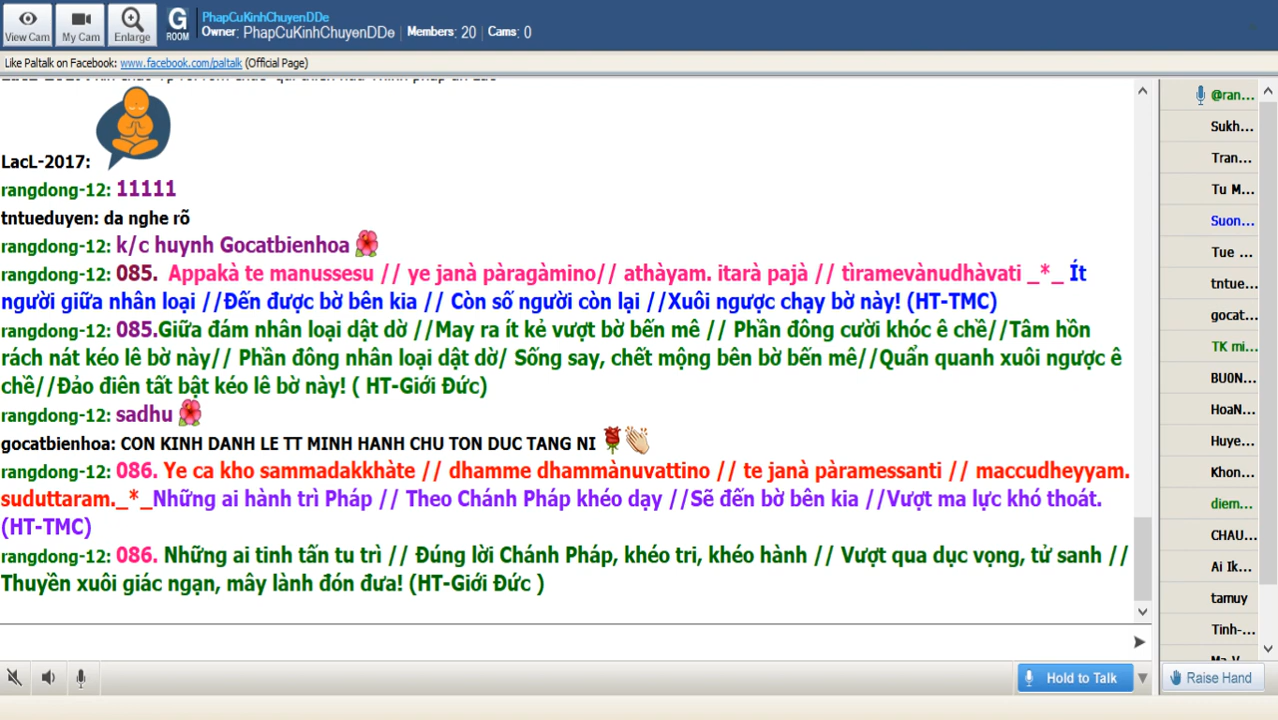 PhapCuKinhChuyenDDe
Owner: PhapCuKinhChuyenDDe Members: 20 Cams: 0
View Cam
My Cam
Enlarge
G
ROOM
Like Paltalk on Facebook: www.facebook.com/paltalk (Official Page)
LacL-2017:
rangdong-12: 11111
tntueduyen: da nghe rõ
rangdong-12: k/c huynh Gocatbienhoa
rangdong-12: 085. Appakà te manussesu // ye janà pàragàmino// athàyam. itarà pajà // tìramevànudhàvati _*_ Ít
người giữa nhân loại //Đến được bờ bên kia // Còn số người còn lại //Xuôi ngược chạy bờ này! (HT-TMC)
rangdong-12: 085.Giữa đám nhân loại dật dờ //May ra ít kẻ vượt bờ bến mê // Phần đông cười khóc ê chề//Tâm hồn
rách nát kéo lê bờ này// Phần đông nhân loại dật dờ/ Sống say, chết mộng bên bờ bến mê//Quẩn quanh xuôi ngược ê
chề//Đảo điên tất bật kéo lê bờ này! ( HT-Giới Đức)
rangdong-12: sadhu
gocatbienhoa: CON KINH DANH LE TT MINH HANH CHU TON DUC TANG NI
rangdong-12: 086. Ye ca kho sammadakkhàte // dhamme dhammànuvattino // te janà pàramessanti // maccudheyyam.
suduttaram._*_Những ai hành trì Pháp // Theo Chánh Pháp khéo dạy //Sẽ đến bờ bên kia //Vượt ma lực khó thoát.
(HT-TMC)
rangdong-12: 086. Những ai tinh tấn tu trì // Đúng lời Chánh Pháp, khéo tri, khéo hành // Vượt qua dục vọng, tử sanh //
Thuyền xuôi giác ngạn, mây lành đón đưa! (HT-Giới Đức )
@ran...
Sukh...
Tran...
Tu M...
Suon...
Tue ...
tntue...
gocat...
TK mi...
BU0N...
HoaN...
Huye...
Khon...
diem...
CHAU...
Ai Ik...
tamuy
Tinh-...
Hold to Talk
Raise Hand